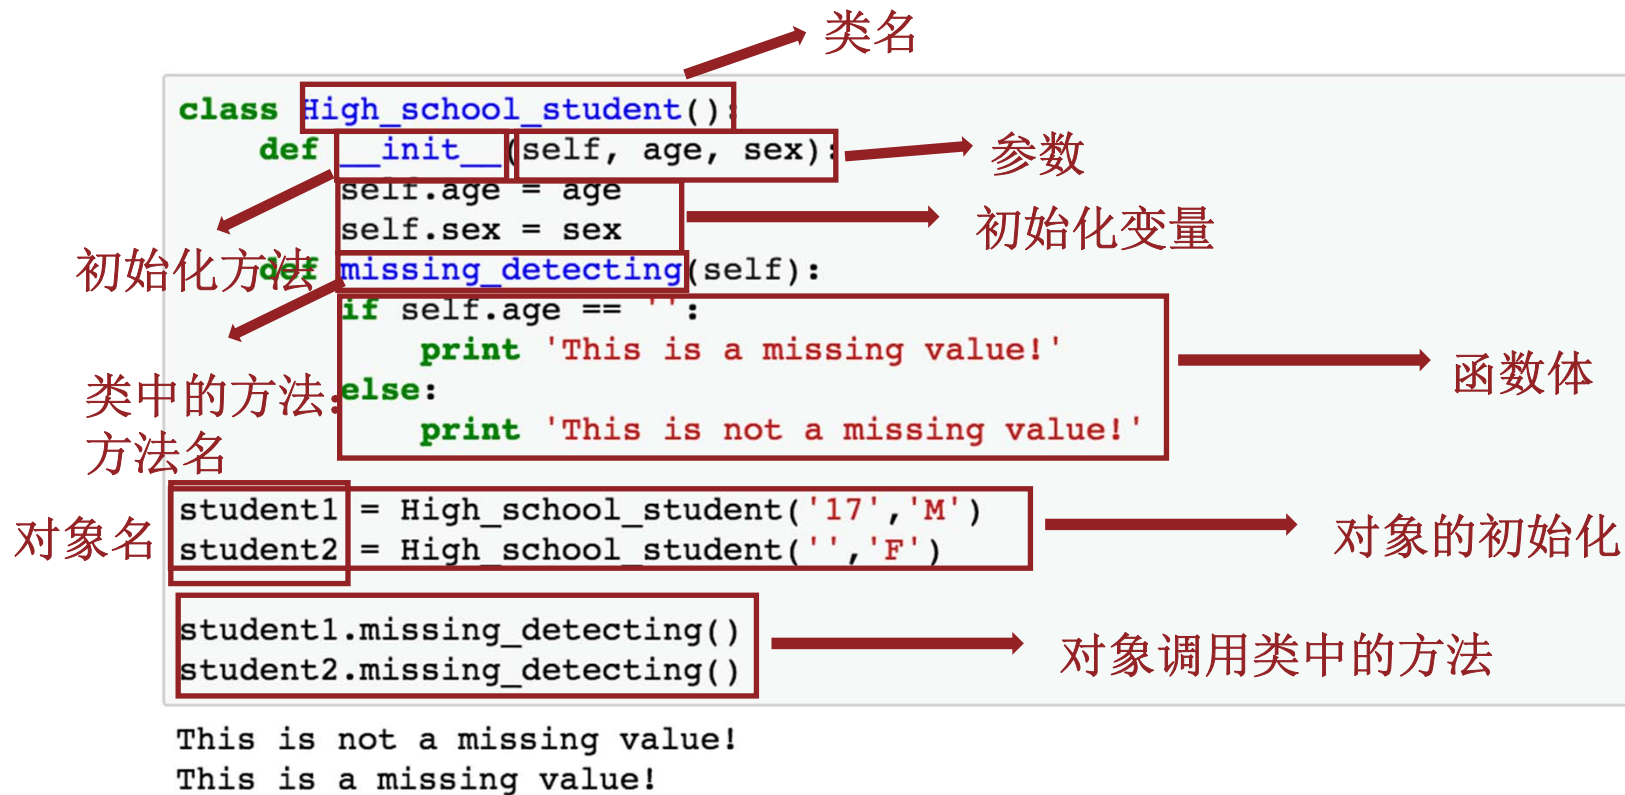 类名
class High_school_student():
def __init__(self, age, sex):
参数
self.age = age
self.sex = sex
初始化变量
初始化方法
def missing_detecting(self):
if self.age == '':
print 'This is a missing value!'
else:
print 'This is not a missing value!'
函数体
类中的方法:
方法名
对象名
student1 = High_school_student('17','M')
student2 = High_school_student('','F')
对象的初始化
student1.missing_detecting()
student2.missing_detecting()
对象调用类中的方法
This is not a missing value!
This is a missing value!